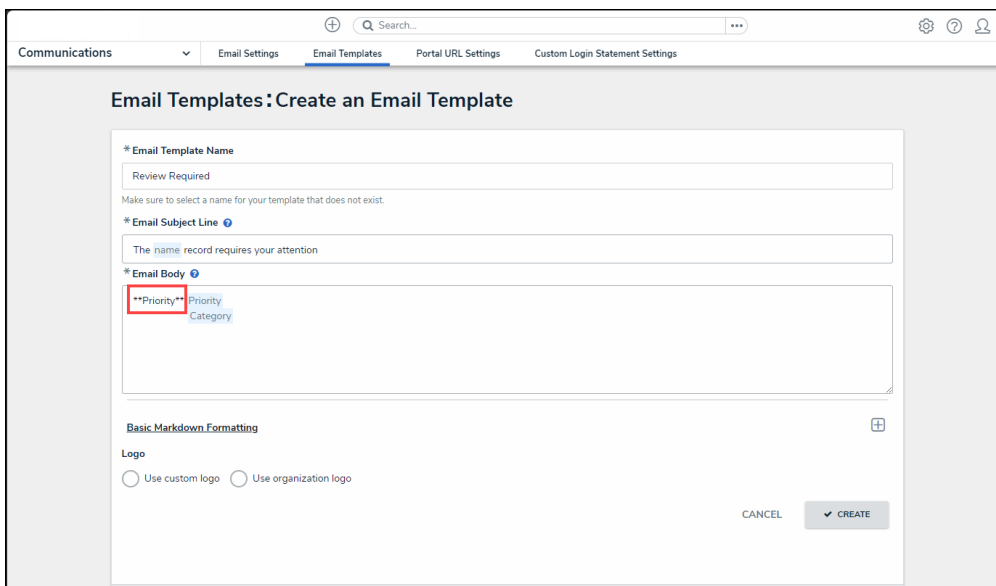 Search...
Communications Email Settings Email Templates Portal URL Settings Custom Login Statement Settings
Email Templates:Create an Email Template
*Email Template Name
Review Required
Make sure to select a name for your template that does not exist.
*Email Subject Line ?
The name record requires your attention
*Email Body ?
**Priority** Priority
Category
Basic Markdown Formatting
Logo
Use custom logo Use organization logo
CANCEL CREATE